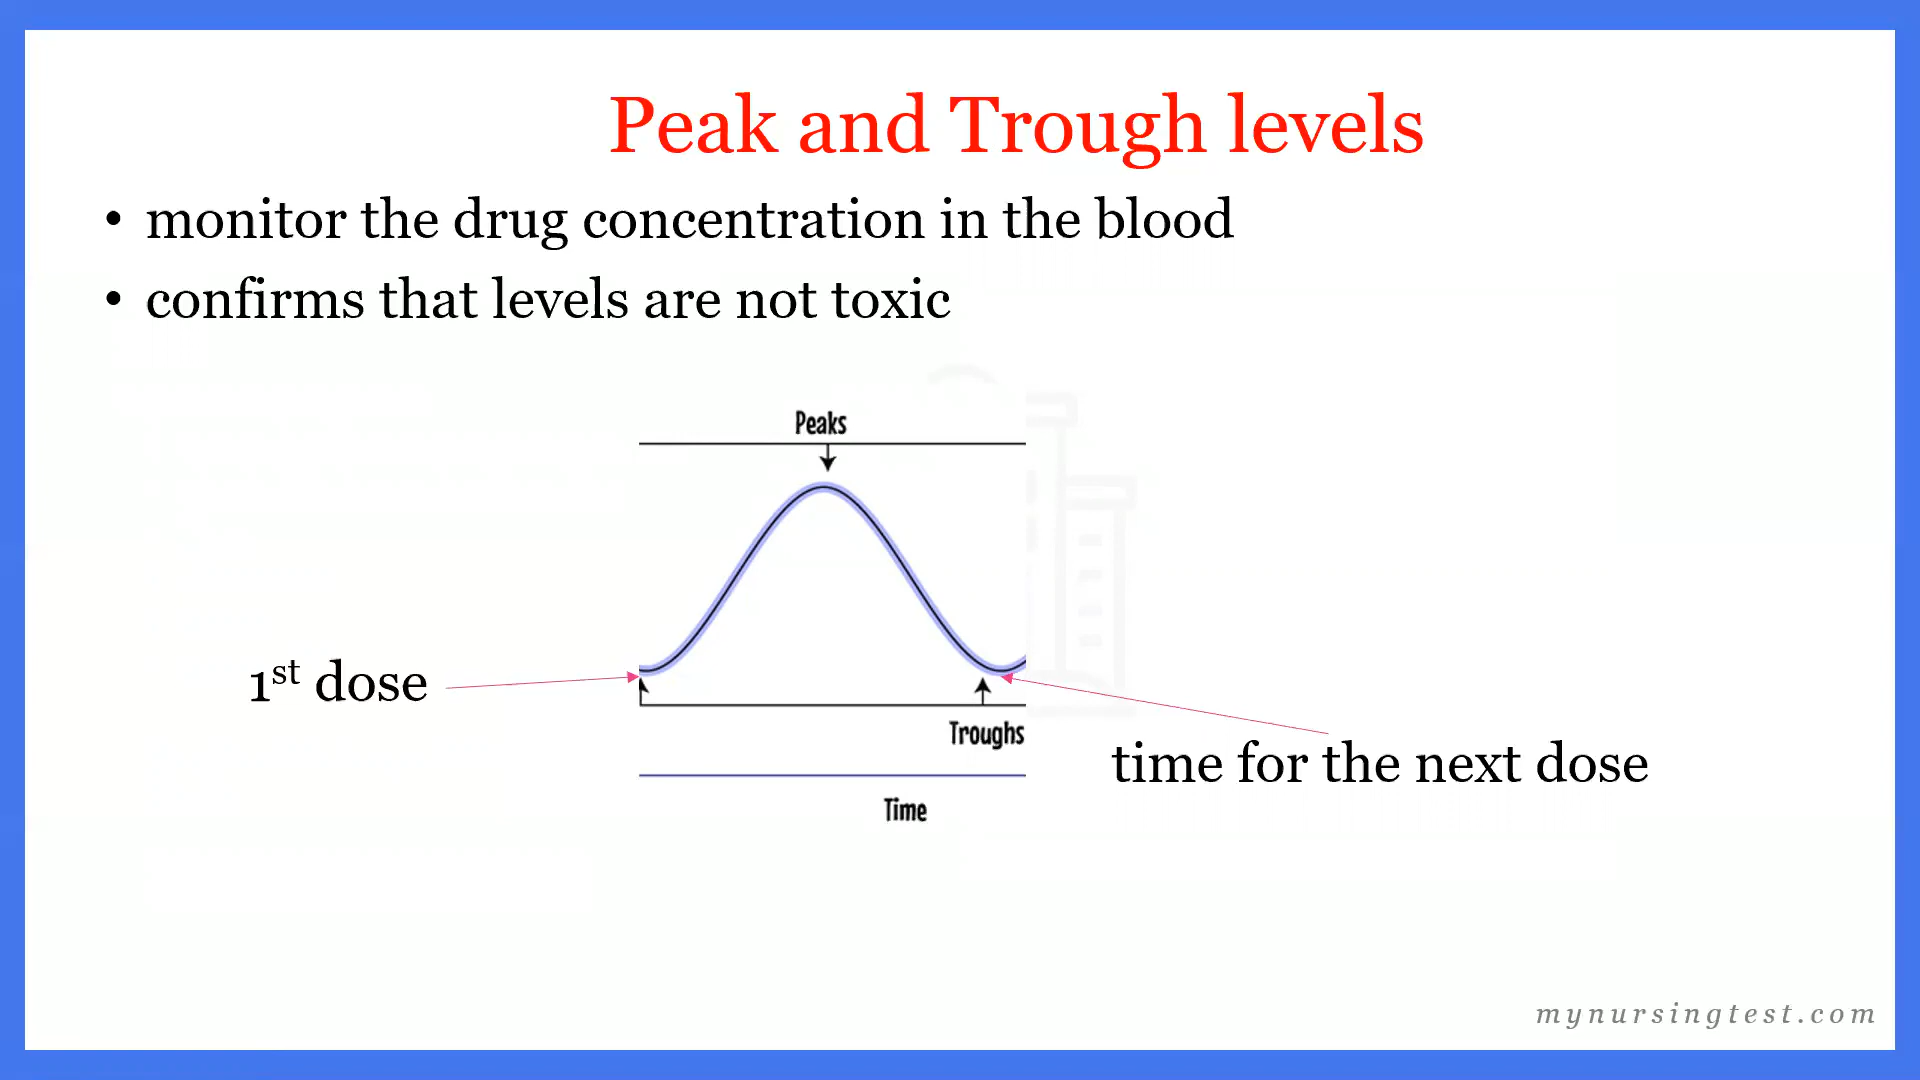 Peak and Trough levels
• monitor the drug concentration in the blood
• confirms that levels are not toxic
Peaks
1st dose
Troughs
time for the next dose
Time
mynursingtest.com